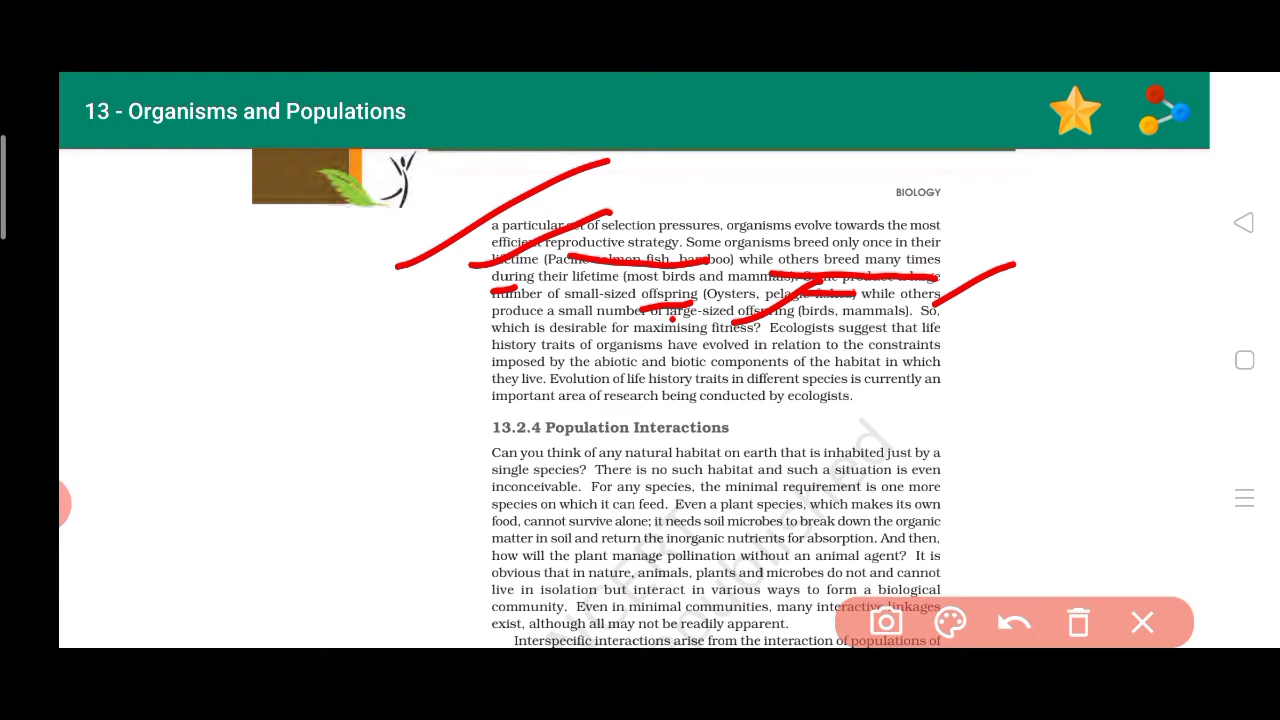 13 - Organisms and Populations
BIOLOGY
a particular set of selection pressures, organisms evolve towards the most
efficient reproductive strategy. Some organisms breed only once in their
lifetime (Pacific salmon fish, bamboo) while others breed many times
during their lifetime (most birds and mammals). Some produce a large
number of small-sized offspring (Oysters, pelagic fishes) while others
produce a small number of large-sized offspring (birds, mammals). So,
which is desirable for maximising fitness? Ecologists suggest that life
history traits of organisms have evolved in relation to the constraints
imposed by the abiotic and biotic components of the habitat in which
they live. Evolution of life history traits in different species is currently an
important area of research being conducted by ecologists.
13.2.4 Population Interactions
Can you think of any natural habitat on earth that is inhabited just by a
single species? There is no such habitat and such a situation is even
inconceivable. For any species, the minimal requirement is one more
species on which it can feed. Even a plant species, which makes its own
food, cannot survive alone; it needs soil microbes to break down the organic
matter in soil and return the inorganic nutrients for absorption. And then,
how will the plant manage pollination without an animal agent? It is
obvious that in nature, animals, plants and microbes do not and cannot
live in isolation but interact in various ways to form a biological
community. Even in minimal communities, many interactive linkages
exist, although all may not be readily apparent.
Interspecific interactions arise from the interaction of populations of
NCERT
published